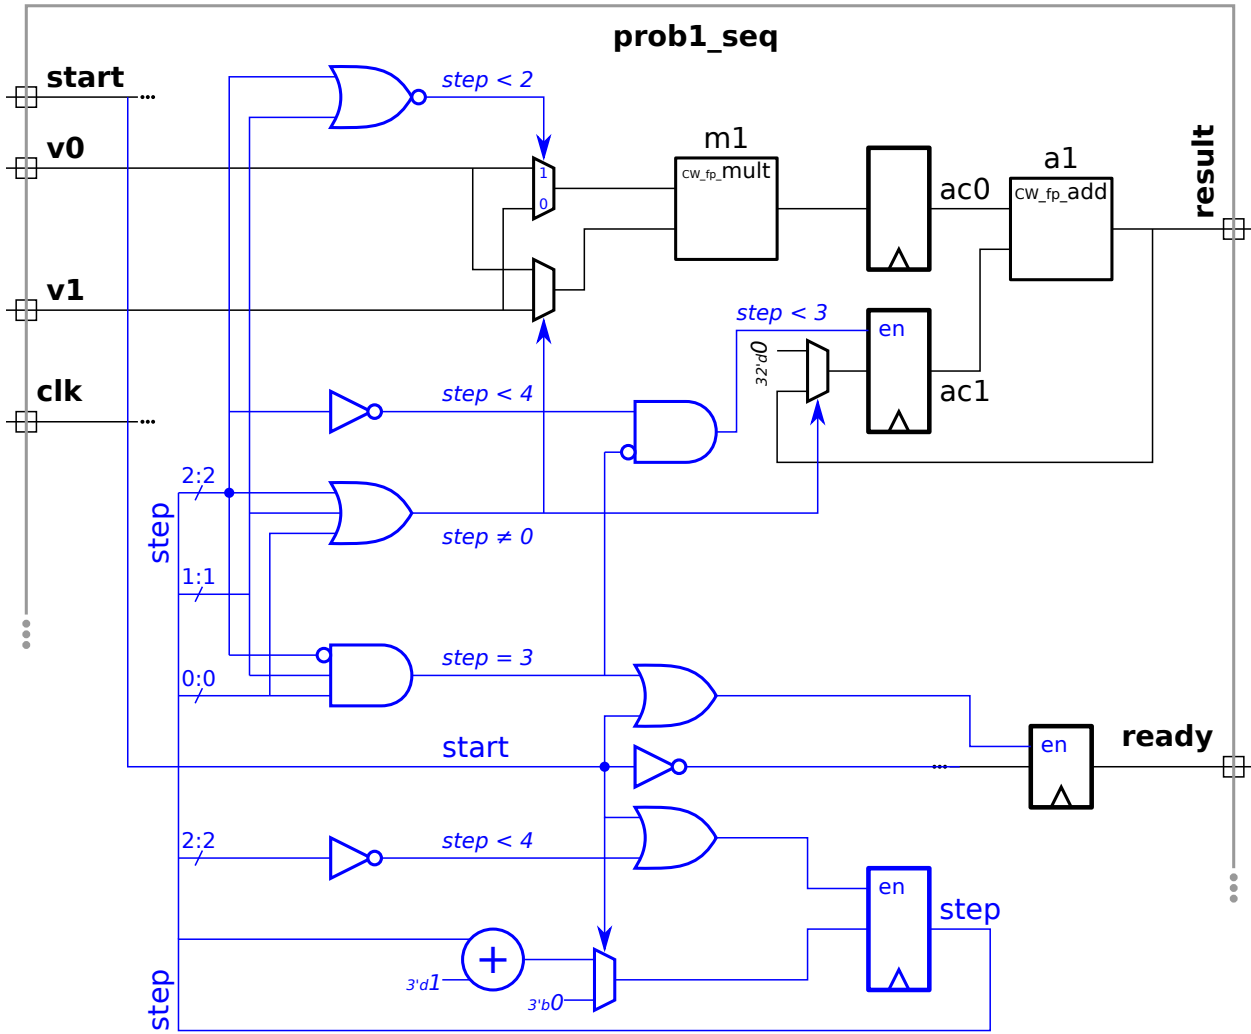 prob1_seq
start
...
step < 2
v0
m1
CW_fp_mult
1
0
ac0
a1
CW_fp_add
result
v1
clk
...
step < 4
step < 3
en
32'd0
ac1
2:2
step
step ≠ 0
1:1
0:0
step = 3
start
...
en
ready
2:2
step < 4
en
step
+
3'd1
3'b0
step